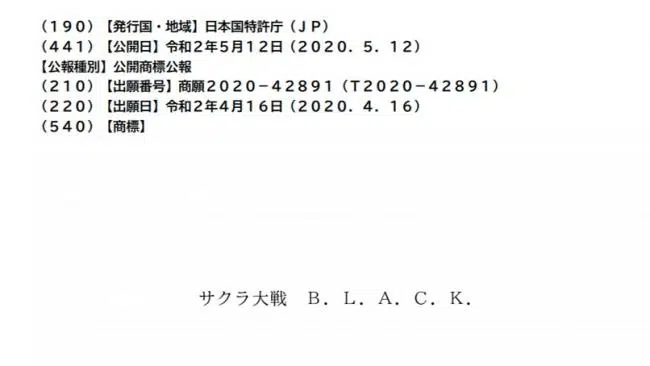 （１９０）【発行国・地域】日本国特許庁（ＪＰ）
（４４１）【公開日】令和２年５月１２日（２０２０．５．１２）
【公報種別】公開商標公報
（２１０）【出願番号】商願２０２０－４２８９１（Ｔ２０２０－４２８９１）
（２２０）【出願日】令和２年４月１６日（２０２０．４．１６）
（５４０）【商標】
サクラ大戦　Ｂ．Ｌ．Ａ．Ｃ．Ｋ．